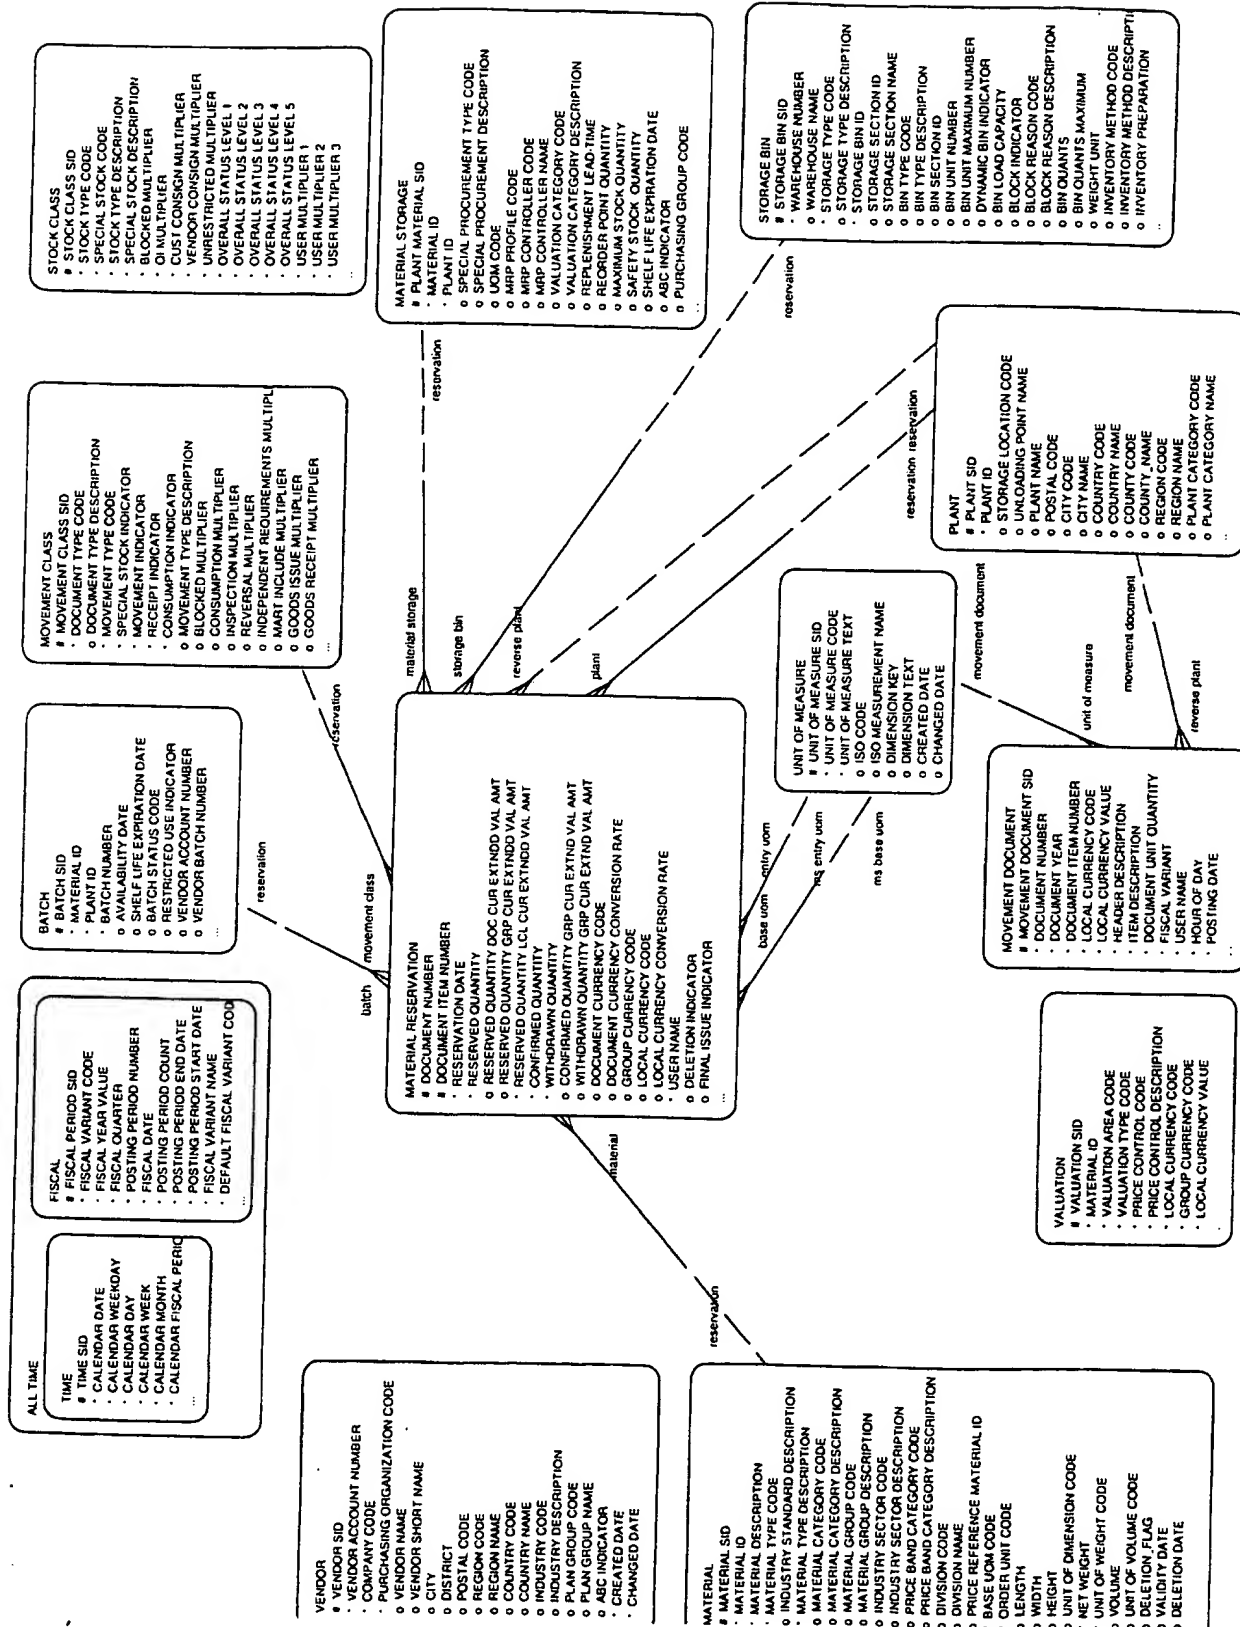 ALL TIME
TIME
# TIME SID
· CALENDAR DATE
· CALENDAR WEEKDAY
· CALENDAR DAY
· CALENDAR WEEK
· CALENDAR MONTH
· CALENDAR FISCAL PERIO
...
FISCAL
# FISCAL PERIOD SID
· FISCAL VARIANT CODE
· FISCAL YEAR VALUE
· FISCAL QUARTER
· POSTING PERIOD NUMBER
· FISCAL DATE
· POSTING PERIOD COUNT
· POSTING PERIOD END DATE
· POSTING PERIOD START DATE
· FISCAL VARIANT NAME
· DEFAULT FISCAL VARIANT COD
...
BATCH
# BATCH SID
· MATERIAL ID
· PLANT ID
· BATCH NUMBER
o AVAILABILITY DATE
o SHELF LIFE EXPIRATION DATE
o BATCH STATUS CODE
o RESTRICTED USE INDICATOR
o VENDOR ACCOUNT NUMBER
o VENDOR BATCH NUMBER
...
MOVEMENT CLASS
# MOVEMENT CLASS SID
· DOCUMENT TYPE CODE
o DOCUMENT TYPE DESCRIPTION
· MOVEMENT TYPE CODE
· SPECIAL STOCK INDICATOR
· MOVEMENT INDICATOR
· RECEIPT INDICATOR
· CONSUMPTION INDICATOR
o MOVEMENT TYPE DESCRIPTION
o BLOCKED MULTIPLIER
o CONSUMPTION MULTIPLIER
o INSPECTION MULTIPLIER
o REVERSAL MULTIPLIER
o INDEPENDENT REQUIREMENTS MULTIPLI
o MART INCLUDE MULTIPLIER
o GOODS ISSUE MULTIPLIER
o GOODS RECEIPT MULTIPLIER
...
STOCK CLASS
# STOCK CLASS SID
· STOCK TYPE CODE
· SPECIAL STOCK CODE
· STOCK TYPE DESCRIPTION
· SPECIAL STOCK DESCRIPTION
· BLOCKED MULTIPLIER
· QI MULTIPLIER
· CUST CONSIGN MULTIPLIER
· VENDOR CONSIGN MULTIPLIER
· UNRESTRICTED MULTIPLIER
· OVERALL STATUS LEVEL 1
· OVERALL STATUS LEVEL 2
· OVERALL STATUS LEVEL 3
· OVERALL STATUS LEVEL 4
· OVERALL STATUS LEVEL 5
· USER MULTIPLIER 1
· USER MULTIPLIER 2
· USER MULTIPLIER 3
...
VENDOR
# VENDOR SID
· VENDOR ACCOUNT NUMBER
· COMPANY CODE
· PURCHASING ORGANIZATION CODE
o VENDOR NAME
o VENDOR SHORT NAME
o CITY
o DISTRICT
o POSTAL CODE
o REGION CODE
o REGION NAME
o COUNTRY CODE
o COUNTRY NAME
o INDUSTRY CODE
o INDUSTRY DESCRIPTION
o PLAN GROUP CODE
o PLAN GROUP NAME
o ABC INDICATOR
· CREATED DATE
· CHANGED DATE
batch
movement class
reservation
reservation
MATERIAL RESERVATION
# DOCUMENT NUMBER
# DOCUMENT ITEM NUMBER
· RESERVATION DATE
· RESERVED QUANTITY
o RESERVED QUANTITY DOC CUR EXTNDD VAL AMT
o RESERVED QUANTITY GRP CUR EXTNDD VAL AMT
· RESERVED QUANTITY LCL CUR EXTNDD VAL AMT
· CONFIRMED QUANTITY
· WITHDRAWN QUANTITY
o CONFIRMED QUANTITY GRP CUR EXTND VAL AMT
o WITHDRAWN QUANTITY GRP CUR EXTND VAL AMT
o DOCUMENT CURRENCY CODE
o DOCUMENT CURRENCY CONVERSION RATE
o GROUP CURRENCY CODE
o LOCAL CURRENCY CODE
o LOCAL CURRENCY CONVERSION RATE
· USER NAME
o DELETION INDICATOR
o FINAL ISSUE INDICATOR
...
material storage
reservation
storage bin
reservation
reverse plant
plant
reservation reservation
MATERIAL STORAGE
# PLANT MATERIAL SID
· MATERIAL ID
· PLANT ID
o SPECIAL PROCUREMENT TYPE CODE
o SPECIAL PROCUREMENT DESCRIPTION
o UOM CODE
o MRP PROFILE CODE
o MRP CONTROLLER CODE
o MRP CONTROLLER NAME
o VALUATION CATEGORY CODE
o VALUATION CATEGORY DESCRIPTION
o REPLENISHMENT LEAD-TIME
o REORDER POINT QUANTITY
o MAXIMUM STOCK QUANTITY
o SAFETY STOCK QUANTITY
o SHELF LIFE EXPIRATION DATE
o ABC INDICATOR
o PURCHASING GROUP CODE
...
material
reservation
MATERIAL
# MATERIAL SID
· MATERIAL ID
· MATERIAL DESCRIPTION
· MATERIAL TYPE CODE
o INDUSTRY STANDARD DESCRIPTION
· MATERIAL TYPE DESCRIPTION
o MATERIAL CATEGORY CODE
o MATERIAL CATEGORY DESCRIPTION
o MATERIAL GROUP CODE
o MATERIAL GROUP DESCRIPTION
o INDUSTRY SECTOR CODE
o INDUSTRY SECTOR DESCRIPTION
o PRICE BAND CATEGORY CODE
o PRICE BAND CATEGORY DESCRIPTION
o DIVISION CODE
o DIVISION NAME
o PRICE REFERENCE MATERIAL ID
o BASE UOM CODE
o ORDER UNIT CODE
o LENGTH
o WIDTH
o HEIGHT
o UNIT OF DIMENSION CODE
· NET WEIGHT
· UNIT OF WEIGHT CODE
o VOLUME
o UNIT OF VOLUME CODE
o DELETION_FLAG
o VALIDITY DATE
o DELETION DATE
base uom
entry uom
ms entry uom
ms base uom
UNIT OF MEASURE
# UNIT OF MEASURE SID
· UNIT OF MEASURE CODE
· UNIT OF MEASURE TEXT
o ISO CODE
o ISO MEASUREMENT NAME
o DIMENSION KEY
o DIMENSION TEXT
o CREATED DATE
o CHANGED DATE
STORAGE BIN
# STORAGE BIN SID
· WAREHOUSE NUMBER
o WAREHOUSE NAME
· STORAGE TYPE CODE
o STORAGE TYPE DESCRIPTION
· STORAGE BIN ID
o STORAGE SECTION ID
o STORAGE SECTION NAME
o BIN TYPE CODE
o BIN TYPE DESCRIPTION
o BIN SECTION ID
o BIN UNIT NUMBER
o BIN UNIT MAXIMUM NUMBER
o DYNAMIC BIN INDICATOR
o BIN LOAD CAPACITY
o BLOCK INDICATOR
o BLOCK REASON CODE
o BLOCK REASON DESCRIPTION
o BIN QUANTS
o BIN QUANTS MAXIMUM
o WEIGHT UNIT
o INVENTORY METHOD CODE
o INVENTORY METHOD DESCRIPTI
o INVENTORY PREPARATION
...
PLANT
# PLANT SID
· PLANT ID
o STORAGE LOCATION CODE
o UNLOADING POINT NAME
o PLANT NAME
o POSTAL CODE
o CITY CODE
o CITY NAME
o COUNTRY CODE
o COUNTRY NAME
o COUNTY CODE
o COUNTY_NAME
o REGION CODE
o REGION NAME
o PLANT CATEGORY CODE
o PLANT CATEGORY NAME
...
movement document
unit of measure
movement document
reverse plant
MOVEMENT DOCUMENT
# MOVEMENT DOCUMENT SID
· DOCUMENT NUMBER
· DOCUMENT YEAR
· DOCUMENT ITEM NUMBER
· LOCAL CURRENCY CODE
· LOCAL CURRENCY VALUE
· HEADER DESCRIPTION
· ITEM DESCRIPTION
· DOCUMENT UNIT QUANTITY
· FISCAL VARIANT
· USER NAME
· HOUR OF DAY
· POSTING DATE
...
VALUATION
# VALUATION SID
· MATERIAL ID
· VALUATION AREA CODE
· VALUATION TYPE CODE
· PRICE CONTROL CODE
· PRICE CONTROL DESCRIPTION
· LOCAL CURRENCY CODE
· GROUP CURRENCY CODE
· LOCAL CURRENCY VALUE
...